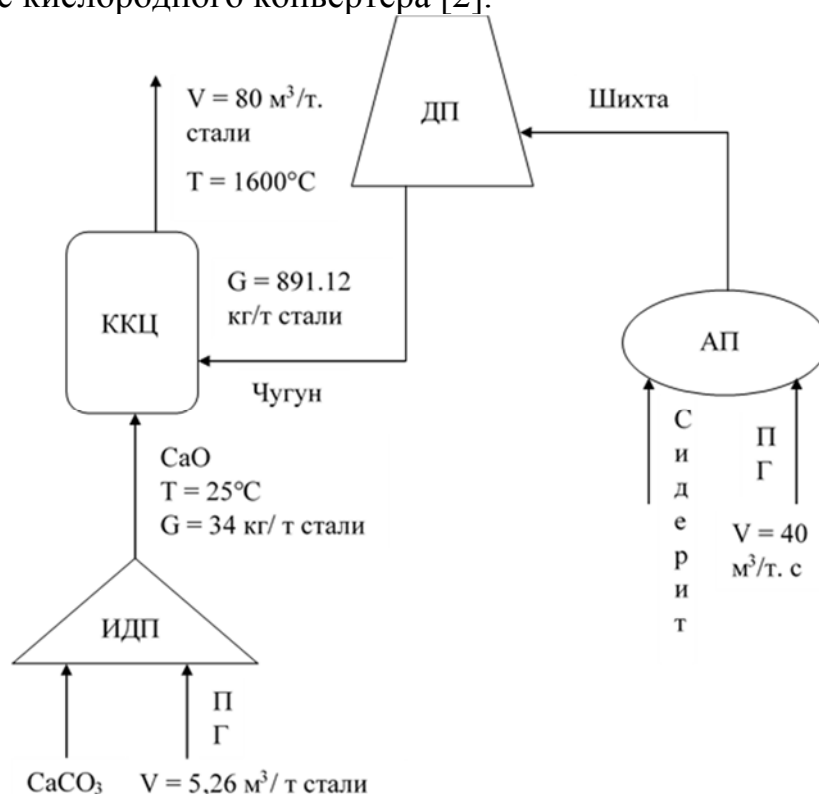 с кислородного конвертера [2].
V = 80 м³/т.
стали
T = 1600°C
ДП
Шихта
ККЦ
G = 891.12
кг/т стали
Чугун
АП
CaO
T = 25℃
G = 34 кг/ т стали
С
и
д
е
р
и
т
П
Г
V = 40
м³/т. с
ИДП
П
Г
CaCO₃
V = 5,26 м³/ т стали